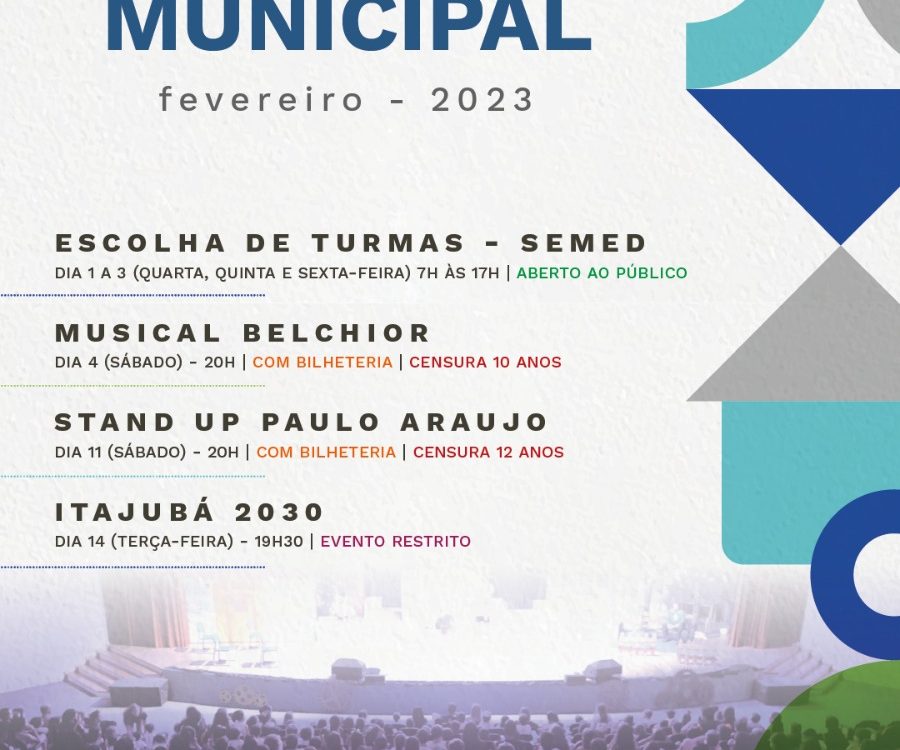 MUNICIPAL
fevereiro - 2023
ESCOLHA DE TURMAS - SEMED
DIA 1 A 3 (QUARTA, QUINTA E SEXTA-FEIRA) 7H ÀS 17H | ABERTO AO PÚBLICO
MUSICAL BELCHIOR
DIA 4 (SÁBADO) - 20H | COM BILHETERIA | CENSURA 10 ANOS
STAND UP PAULO ARAUJO
DIA 11 (SÁBADO) - 20H | COM BILHETERIA | CENSURA 12 ANOS
ITAJUBÁ 2030
DIA 14 (TERÇA-FEIRA) - 19H30 | EVENTO RESTRITO